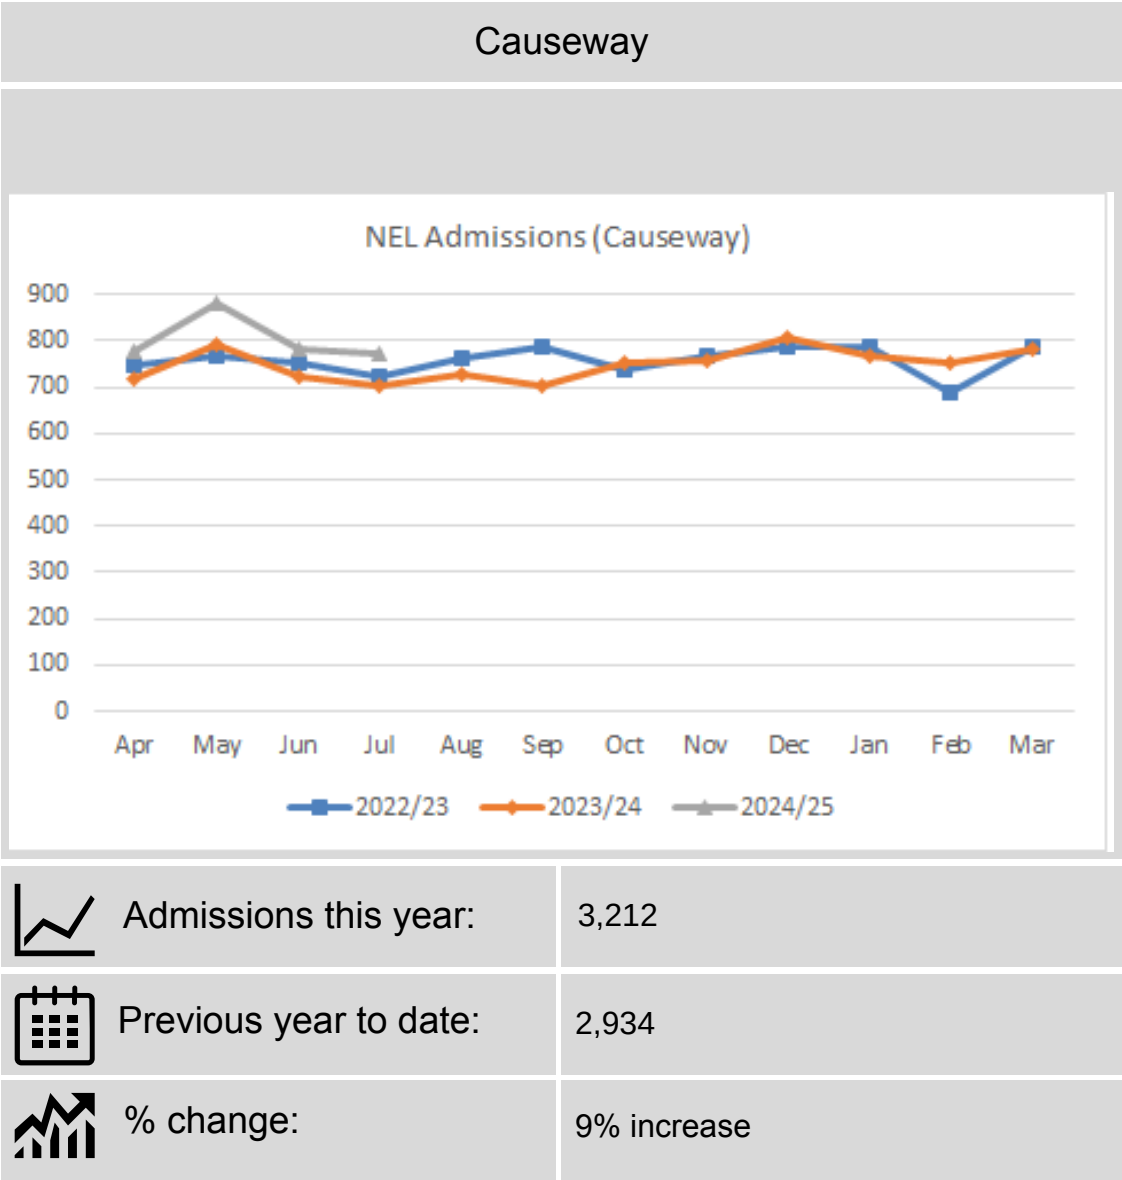 Causeway
NEL Admissions (Causeway)
900
800
700
600
500
400
300
200
100
0
Apr May Jun Jul Aug Sep Oct Nov Dec Jan Feb Mar
2022/23 2023/24 2024/25
Admissions this year: 3,212
Previous year to date: 2,934
% change: 9% increase